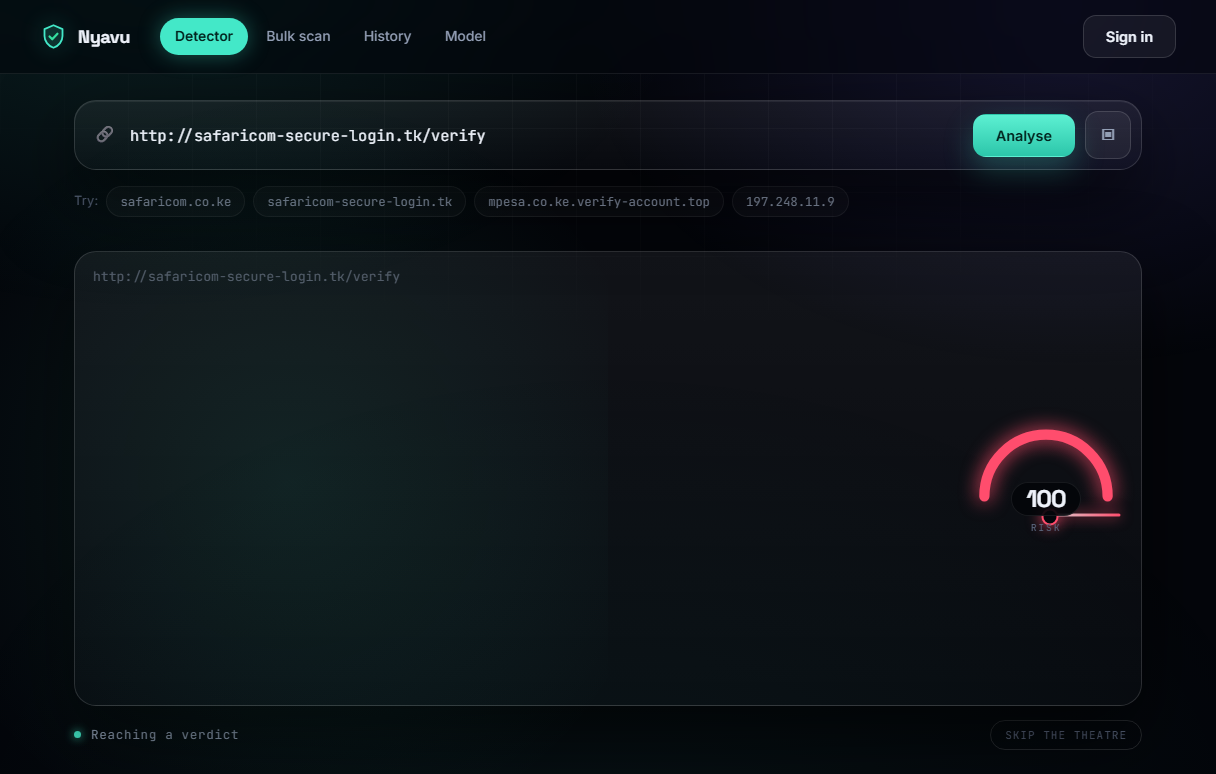 Nyavu
Detector
Bulk scan
History
Model
Sign in
http://safaricom-secure-login.tk/verify
Analyse
Try:
safaricom.co.ke
safaricom-secure-login.tk
mpesa.co.ke.verify-account.top
197.248.11.9
http://safaricom-secure-login.tk/verify
100
RISK
Reaching a verdict
SKIP THE THEATRE